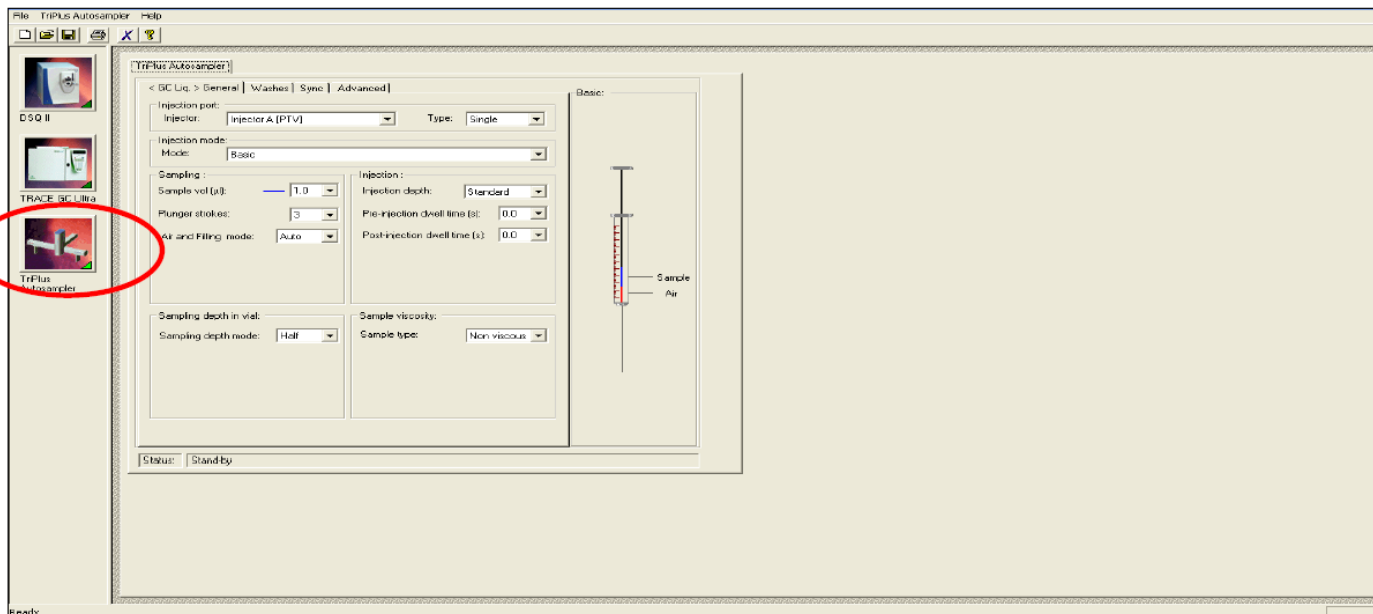 File TriPlus Autosampler Help
DSQ II
TRACE GC Ultra
TriPlus
Autosampler
TriPlus Autosampler
< GC Liq. > General Washes Sync Advanced
Injection port:
Injector: Injector A (PTV) Type: Single
Injection mode:
Mode: Basic
Sampling : Injection :
Sample vol (µl): 1.0 Injection depth: Standard
Plunger strokes: 3 Pre-injection dwell time (s): 0.0
Air and Filling mode: Auto Post-injection dwell time (s): 0.0
Sampling depth in vial: Sample viscosity:
Sampling depth mode: Half Sample type: Non viscous
Basic:
Sample
Air
Status: Stand-by
Ready